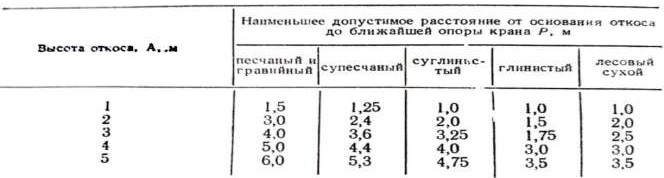 Высота откоса, А,.м
Наименьшее допустимое расстояние от основания откоса
до ближайшей опоры крана Р, м
песчаный и гравийный | супесчаный | суглинис-тый | глинистый | лесовый сухой
1 1,5 1,25 1,0 1,0 1,0
2 3,0 2,4 2,0 1,5 2,0
3 4,0 3,6 3,25 1,75 2,5
4 5,0 4,4 4,0 3,0 3,0
5 6,0 5,3 4,75 3,5 3,5